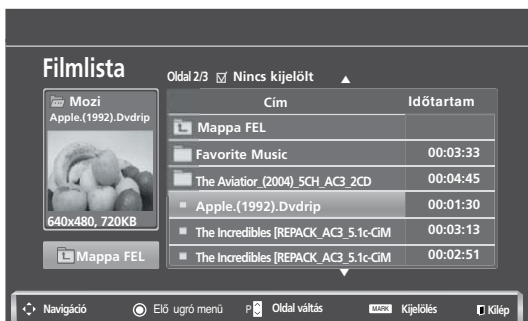 Filmlista
Oldal 2/3 Nincs kijelölt
Mozi
Apple.(1992).Dvdrip
640x480, 720KB
Mappa FEL
Cím Időtartam
Mappa FEL
Favorite Music 00:03:33
The Aviatior_(2004)_5CH_AC3_2CD 00:04:45
Apple.(1992).Dvdrip 00:01:30
The Incredibles [REPACK_AC3_5.1c-CiM 00:03:13
The Incredibles [REPACK_AC3_5.1c-CiM 00:02:51
Navigáció Elő ugró menü P Oldal váltás MARK Kijelölés Kilép